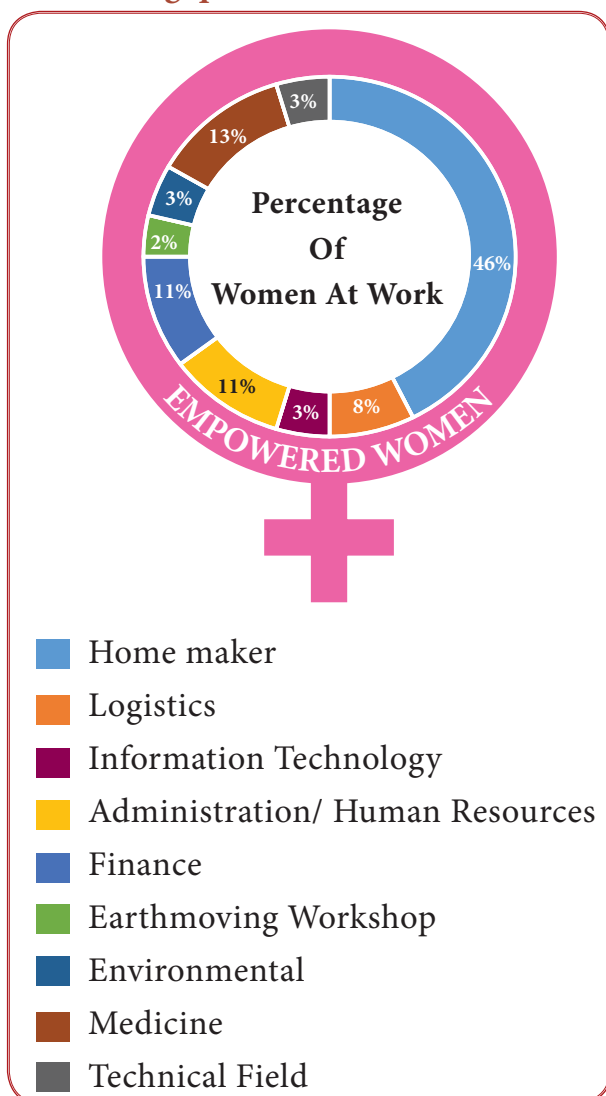 3%
13%
3%
2%
11%
11%
3%
8%
46%
Percentage
Of
Women At Work
EMPOWERED WOMEN
Home maker
Logistics
Information Technology
Administration/ Human Resources
Finance
Earthmoving Workshop
Environmental
Medicine
Technical Field